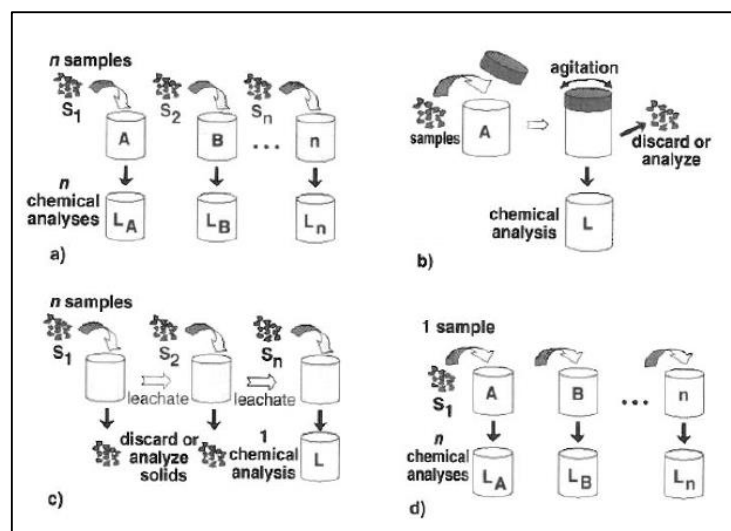 n samples
S1 S2 Sn
A B ... n
n
chemical
analyses
LA LB Ln
a)
agitation
samples
A
discard or
analyze
chemical
analysis
L
b)
n samples
S1 S2 Sn
leachate leachate
discard or
analyze
solids
1
chemical
analysis
L
c)
1 sample
S1
A B ... n
n
chemical
analyses
LA LB Ln
d)